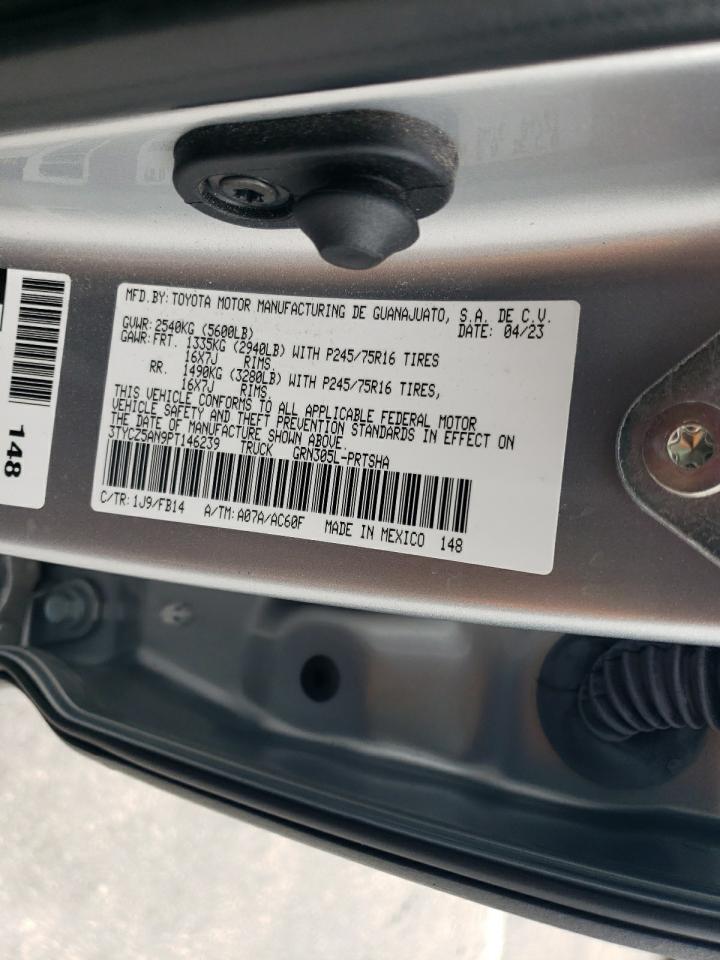 MFD.BY: TOYOTA MOTOR MANUFACTURING DE GUANAJUATO, S.A. DE C.V.
DATE: 04/23
GVWR: 2540KG (5600LB)
GAWR: FRT. 1335KG (2940LB) WITH P245/75R16 TIRES
16X7J RIMS.
RR. 1490KG (3280LB) WITH P245/75R16 TIRES,
16X7J RIMS.
THIS VEHICLE CONFORMS TO ALL APPLICABLE FEDERAL MOTOR
VEHICLE SAFETY AND THEFT PREVENTION STANDARDS IN EFFECT ON
THE DATE OF MANUFACTURE SHOWN ABOVE.
3TYCZ5AN9PT146239 TRUCK GRN305L-PRTSHA
C/TR: 1J9/FB14 A/TM: A07A/AC60F MADE IN MEXICO 148
148